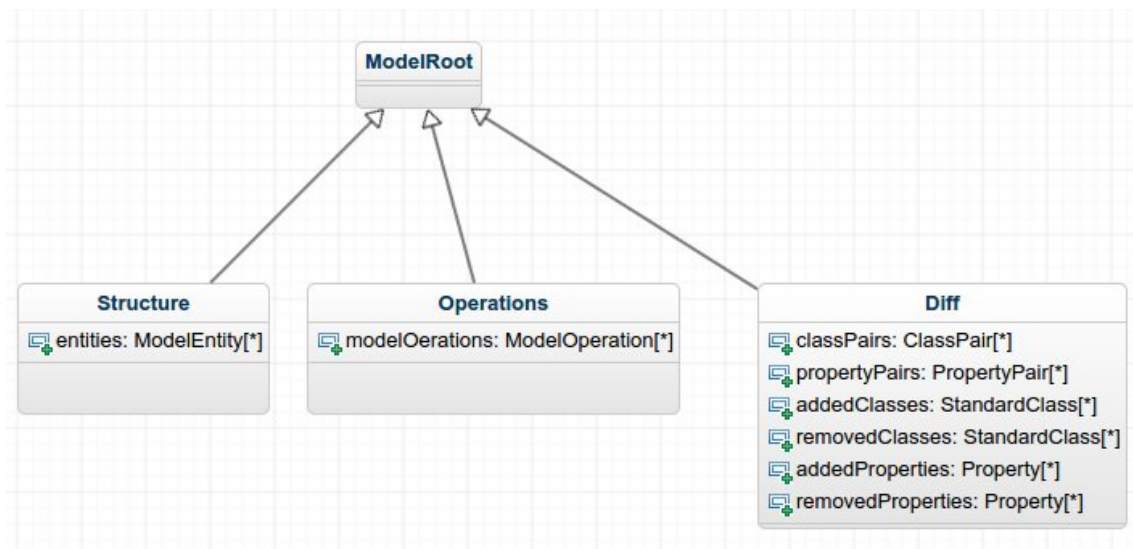 ModelRoot
Structure
entities: ModelEntity[*]
Operations
modelOerations: ModelOperation[*]
Diff
classPairs: ClassPair[*]
propertyPairs: PropertyPair[*]
addedClasses: StandardClass[*]
removedClasses: StandardClass[*]
addedProperties: Property[*]
removedProperties: Property[*]